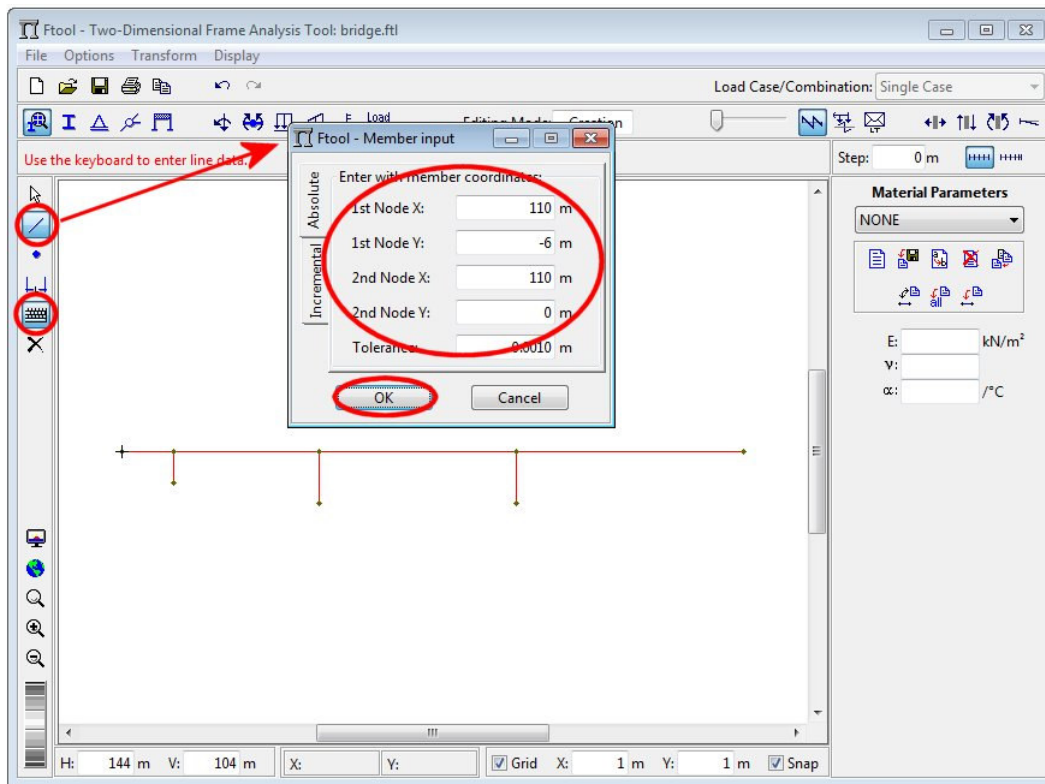 Ftool - Two-Dimensional Frame Analysis Tool: bridge.ftl
File Options Transform Display
Load Case/Combination: Single Case
Load
Use the keyboard to enter line data.
Step: 0 m
Ftool - Member input
Absolute
Incremental
Enter with member coordinates:
1st Node X: 110 m
1st Node Y: -6 m
2nd Node X: 110 m
2nd Node Y: 0 m
Tolerance: 0.0010 m
OK Cancel
Material Parameters
NONE
all
E: kN/m²
ν:
α: /°C
H: 144 m V: 104 m X: Y: Grid X: 1 m Y: 1 m Snap